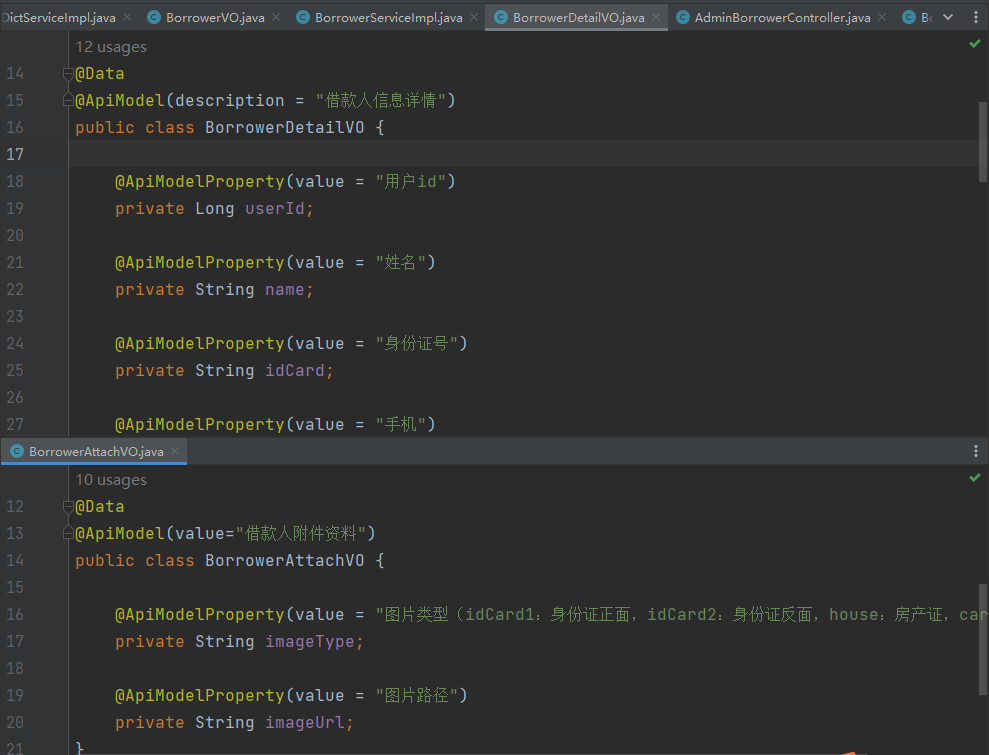 DictServiceImpl.java BorrowerVO.java BorrowerServiceImpl.java BorrowerDetailVO.java AdminBorrowerController.java
12 usages
14 @Data
15 @ApiModel(description = "借款人信息详情")
16 public class BorrowerDetailVO {
17
18 @ApiModelProperty(value = "用户id")
19 private Long userId;
20
21 @ApiModelProperty(value = "姓名")
22 private String name;
23
24 @ApiModelProperty(value = "身份证号")
25 private String idCard;
26
27 @ApiModelProperty(value = "手机")
BorrowerAttachVO.java
10 usages
12 @Data
13 @ApiModel(value="借款人附件资料")
14 public class BorrowerAttachVO {
15
16 @ApiModelProperty(value = "图片类型（idCard1：身份证正面，idCard2：身份证反面，house：房产证，car
17 private String imageType;
18
19 @ApiModelProperty(value = "图片路径")
20 private String imageUrl;
21 }